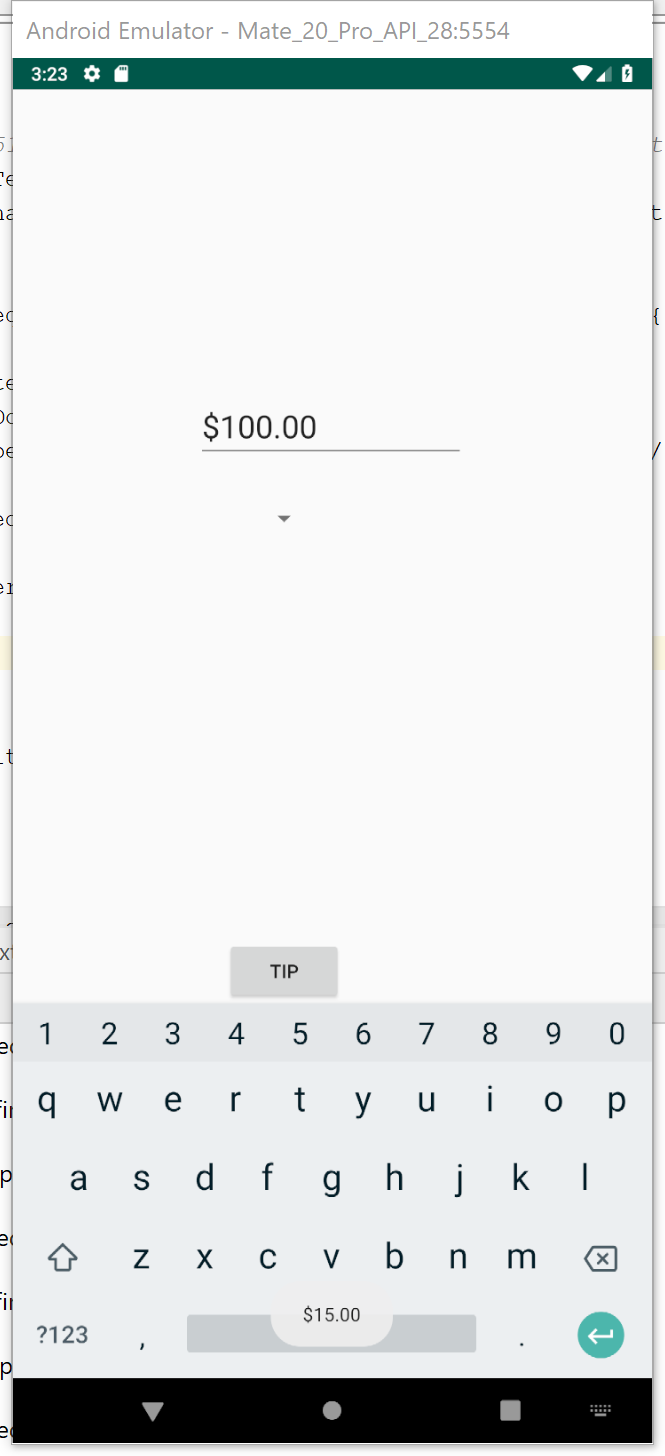 Android Emulator - Mate_20_Pro_API_28:5554
3:23
$100.00
TIP
1 2 3 4 5 6 7 8 9 0
q w e r t y u i o p
a s d f g h j k l
z x c v b n m
?123 , $15.00 .